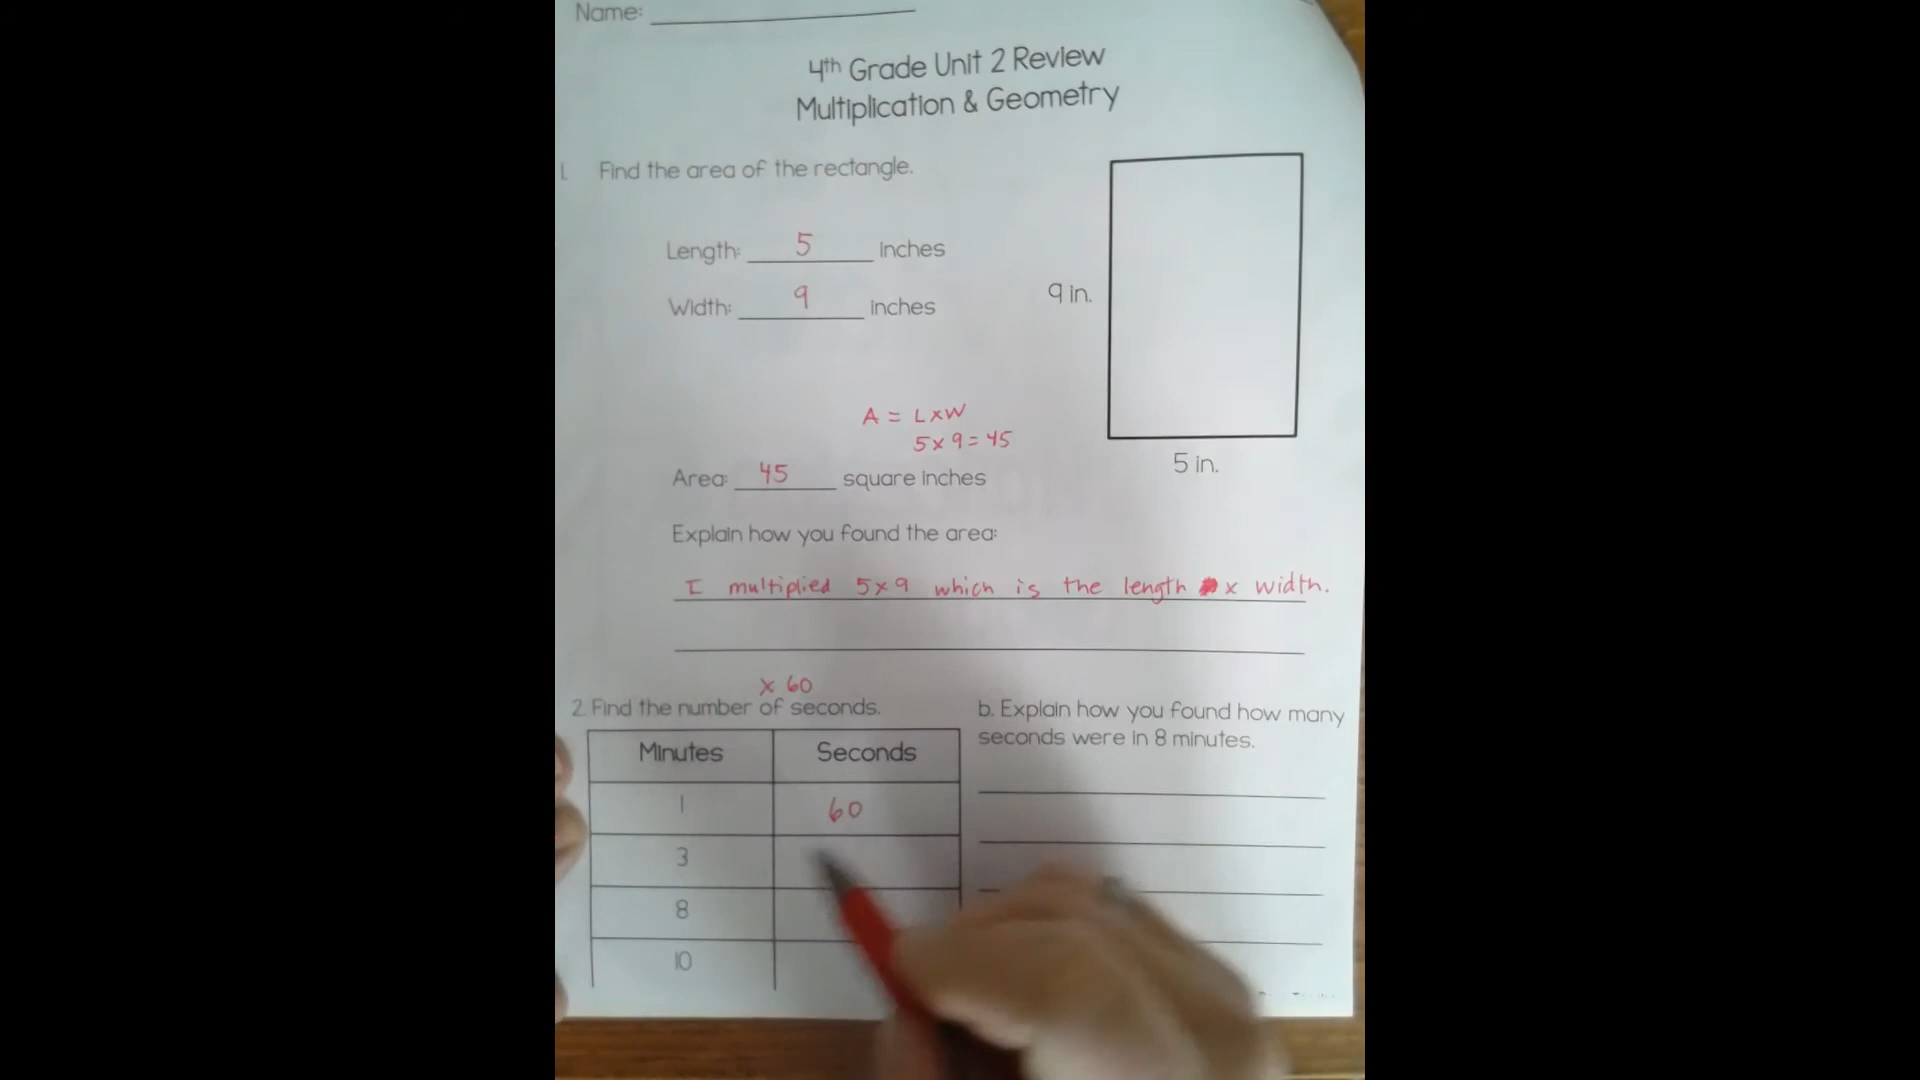 Name:
4th Grade Unit 2 Review
Multiplication & Geometry
1. Find the area of the rectangle.
Length: 5 inches
Width: 9 inches
9 in.
5 in.
A = L x W
5 x 9 = 45
Area: 45 square inches
Explain how you found the area:
I multiplied 5 x 9 which is the length x width.
x 60
2. Find the number of seconds.
Minutes Seconds
1 60
3
8
10
b. Explain how you found how many
seconds were in 8 minutes.